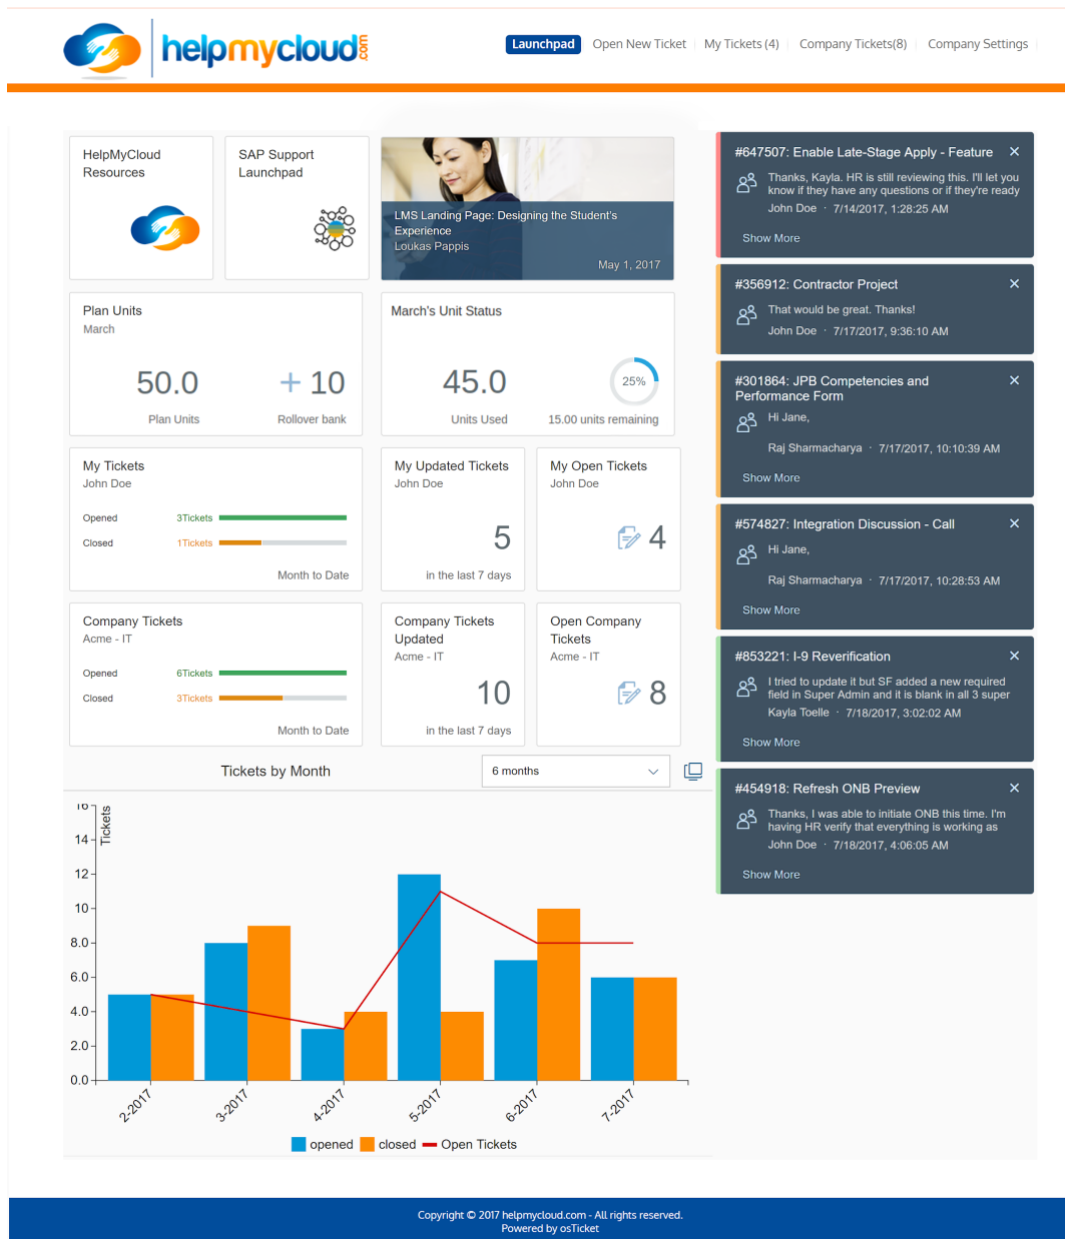 helpmycloud.com
Launchpad
Open New Ticket
My Tickets (4)
Company Tickets(8)
Company Settings
HelpMyCloud
Resources
SAP Support
Launchpad
LMS Landing Page: Designing the Student's
Experience
Loukas Pappis
May 1, 2017
Plan Units
March
50.0
+ 10
Plan Units
Rollover bank
March's Unit Status
45.0
25%
Units Used
15.00 units remaining
My Tickets
John Doe
Opened
3Tickets
Closed
1Tickets
Month to Date
My Updated Tickets
John Doe
5
in the last 7 days
My Open Tickets
John Doe
4
Company Tickets
Acme - IT
Opened
6Tickets
Closed
3Tickets
Month to Date
Company Tickets
Updated
Acme - IT
10
in the last 7 days
Open Company
Tickets
Acme - IT
8
Tickets by Month
6 months
Tickets
16
14
12
10
8.0
6.0
4.0
2.0
0.0
2-2017
3-2017
4-2017
5-2017
6-2017
7-2017
opened
closed
Open Tickets
#647507: Enable Late-Stage Apply - Feature
Thanks, Kayla. HR is still reviewing this. I'll let you
know if they have any questions or if they're ready
John Doe · 7/14/2017, 1:28:25 AM
Show More
#356912: Contractor Project
That would be great. Thanks!
John Doe · 7/17/2017, 9:36:10 AM
#301864: JPB Competencies and
Performance Form
Hi Jane,
Raj Sharmacharya · 7/17/2017, 10:10:39 AM
Show More
#574827: Integration Discussion - Call
Hi Jane,
Raj Sharmacharya · 7/17/2017, 10:28:53 AM
Show More
#853221: I-9 Reverification
I tried to update it but SF added a new required
field in Super Admin and it is blank in all 3 super
Kayla Toelle · 7/18/2017, 3:02:02 AM
Show More
#454918: Refresh ONB Preview
Thanks, I was able to initiate ONB this time. I'm
having HR verify that everything is working as
John Doe · 7/18/2017, 4:06:05 AM
Show More
Copyright © 2017 helpmycloud.com - All rights reserved.
Powered by osTicket